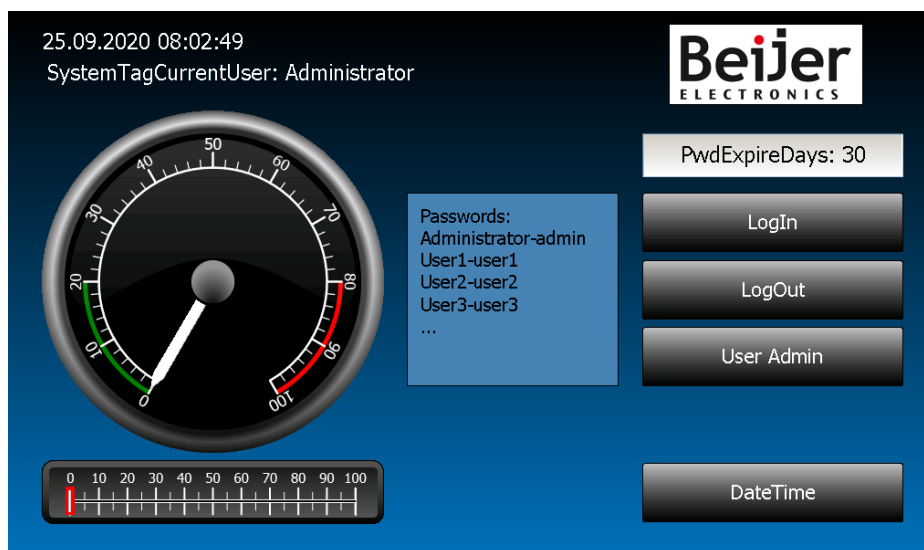 25.09.2020 08:02:49
SystemTagCurrentUser: Administrator
Beijer
ELECTRONICS
PwdExpireDays: 30
0
10
20
30
40
50
60
70
80
90
100
Passwords:
Administrator-admin
User1-user1
User2-user2
User3-user3
...
LogIn
LogOut
User Admin
0 10 20 30 40 50 60 70 80 90 100
DateTime